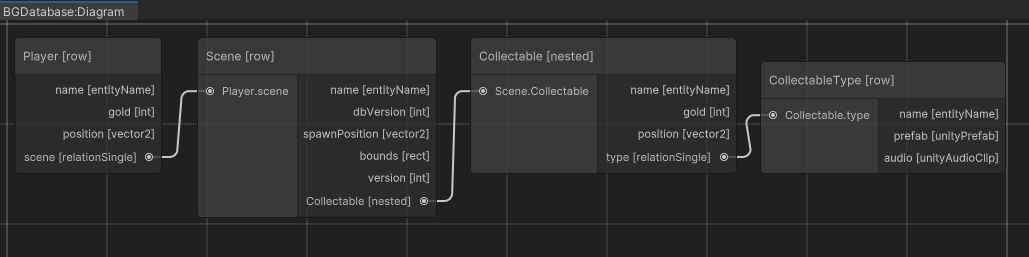 BGDatabase:Diagram
Player [row]
name [entityName]
gold [int]
position [vector2]
scene [relationSingle]
Scene [row]
Player.scene
name [entityName]
dbVersion [int]
spawnPosition [vector2]
bounds [rect]
version [int]
Collectable [nested]
Collectable [nested]
Scene.Collectable
name [entityName]
gold [int]
position [vector2]
type [relationSingle]
CollectableType [row]
Collectable.type
name [entityName]
prefab [unityPrefab]
audio [unityAudioClip]